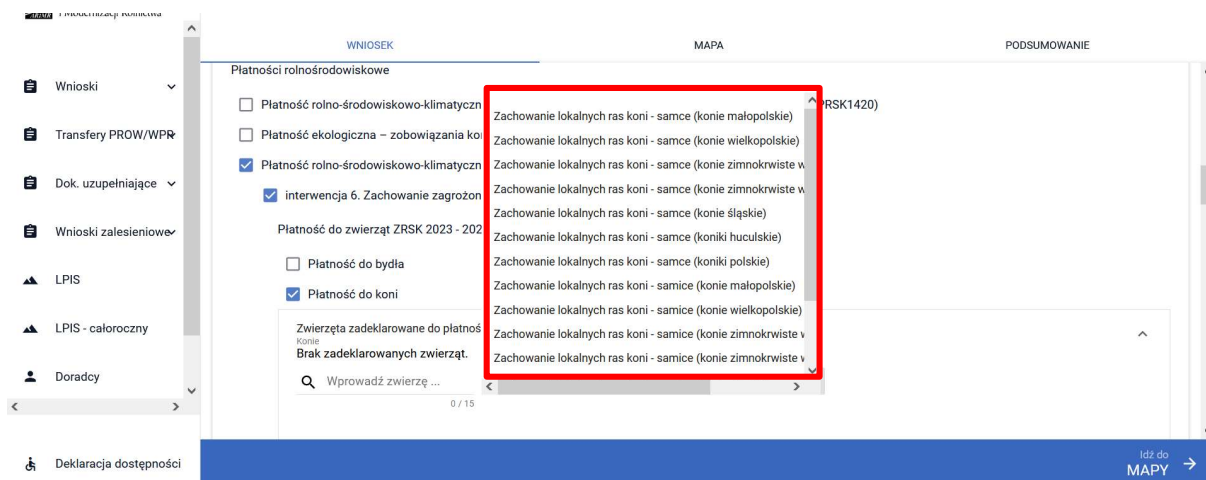 i Modernizacji Rolnictwa
WNIOSEK
MAPA
PODSUMOWANIE
Wnioski
Transfery PROW/WPR
Dok. uzupełniające
Wnioski zalesieniowe
LPIS
LPIS - całoroczny
Doradcy
Deklaracja dostępności
Płatności rolnośrodowiskowe
Płatność rolno-środowiskowo-klimatyczn
PRSK1420)
Płatność ekologiczna – zobowiązania
Płatność rolno-środowiskowo-klimatyczn
interwencja 6. Zachowanie zagrożon
Płatność do zwierząt ZRSK 2023 - 202
Płatność do bydła
Płatność do koni
Zwierzęta zadeklarowane do płatnoś
Konie
Brak zadeklarowanych zwierząt.
Wprowadź zwierzę ...
0 / 15
Zachowanie lokalnych ras koni - samce (konie małopolskie)
Zachowanie lokalnych ras koni - samce (konie wielkopolskie)
Zachowanie lokalnych ras koni - samce (konie zimnokrwiste w
Zachowanie lokalnych ras koni - samce (konie zimnokrwiste w
Zachowanie lokalnych ras koni - samce (konie śląskie)
Zachowanie lokalnych ras koni - samce (koniki huculskie)
Zachowanie lokalnych ras koni - samce (koniki polskie)
Zachowanie lokalnych ras koni - samice (konie małopolskie)
Zachowanie lokalnych ras koni - samice (konie wielkopolskie)
Zachowanie lokalnych ras koni - samice (konie zimnokrwiste w
Zachowanie lokalnych ras koni - samice (konie zimnokrwiste w
Idź do
MAPY